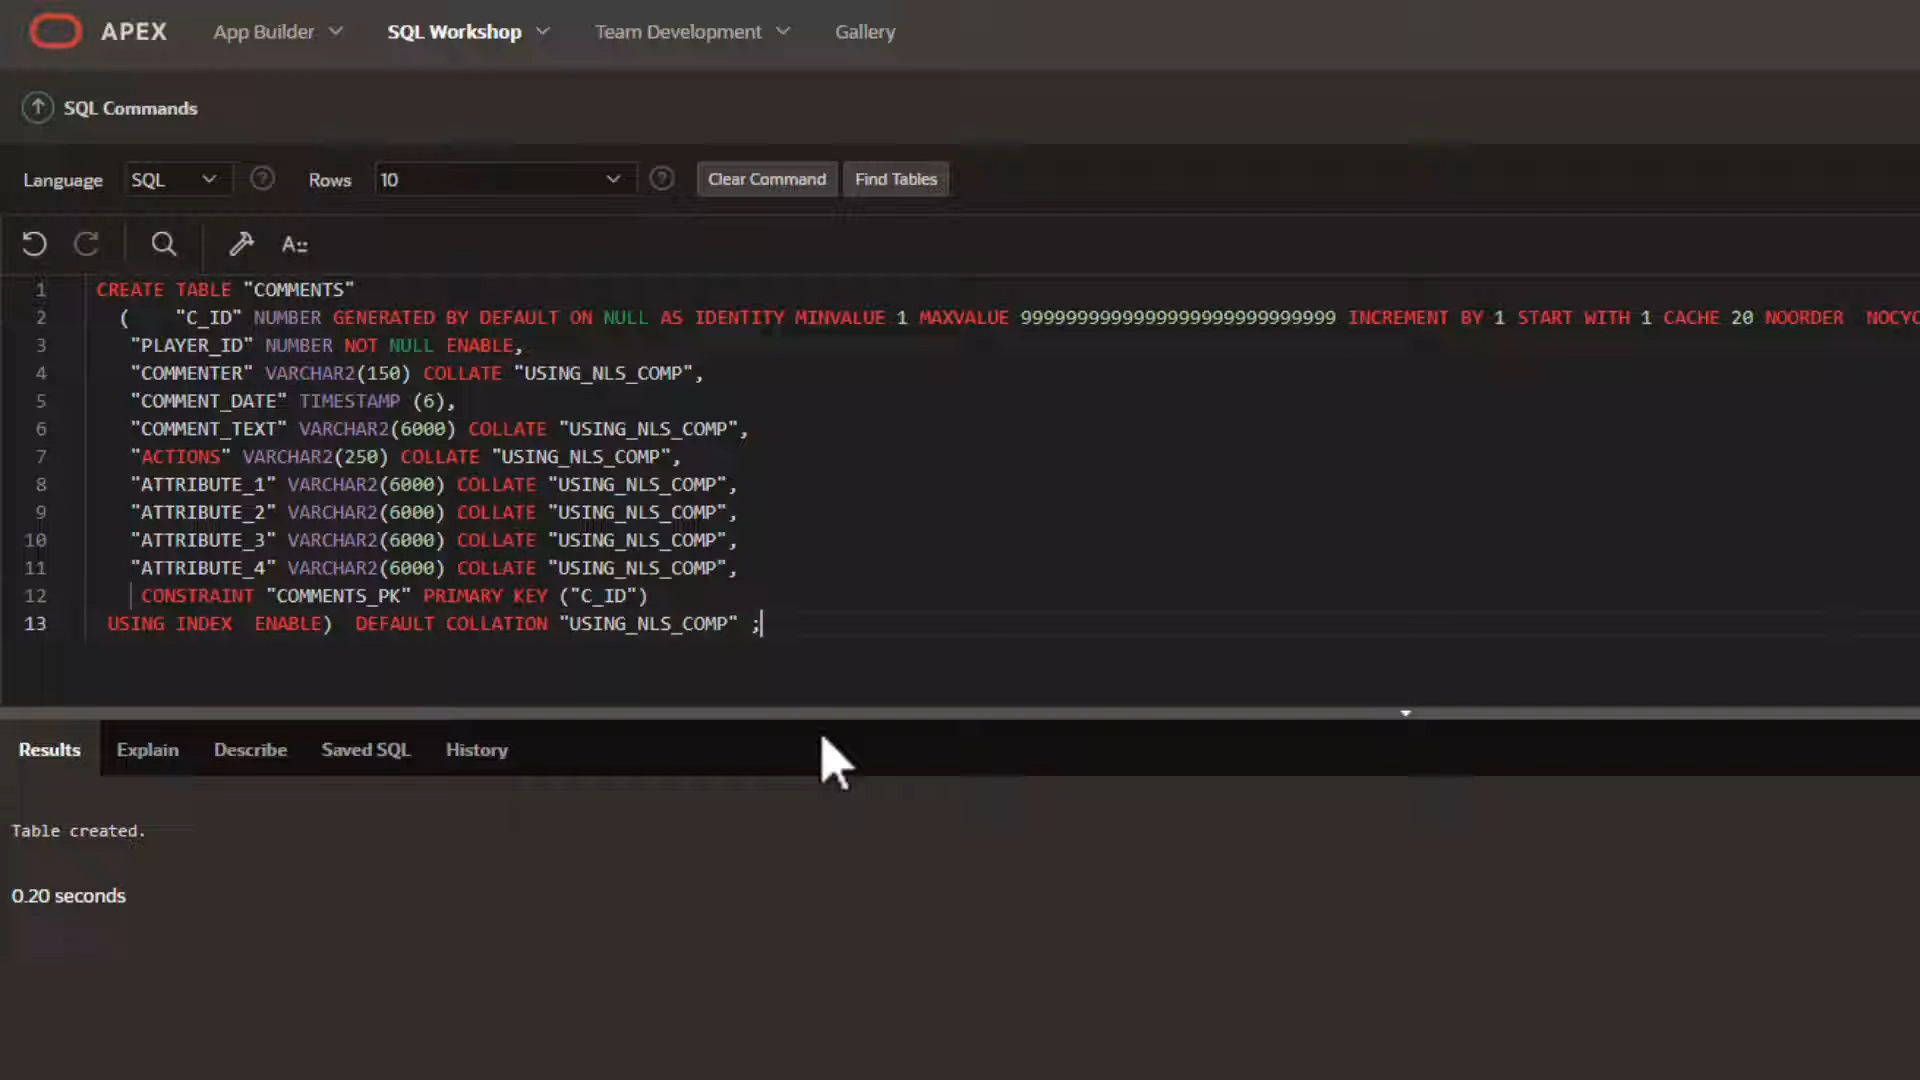 APEX App Builder SQL Workshop Team Development Gallery
SQL Commands
Language SQL Rows 10 Clear Command Find Tables
1 CREATE TABLE "COMMENTS"
2 ( "C_ID" NUMBER GENERATED BY DEFAULT ON NULL AS IDENTITY MINVALUE 1 MAXVALUE 9999999999999999999999999999 INCREMENT BY 1 START WITH 1 CACHE 20 NOORDER NOCYC
3 "PLAYER_ID" NUMBER NOT NULL ENABLE,
4 "COMMENTER" VARCHAR2(150) COLLATE "USING_NLS_COMP",
5 "COMMENT_DATE" TIMESTAMP (6),
6 "COMMENT_TEXT" VARCHAR2(6000) COLLATE "USING_NLS_COMP",
7 "ACTIONS" VARCHAR2(250) COLLATE "USING_NLS_COMP",
8 "ATTRIBUTE_1" VARCHAR2(6000) COLLATE "USING_NLS_COMP",
9 "ATTRIBUTE_2" VARCHAR2(6000) COLLATE "USING_NLS_COMP",
10 "ATTRIBUTE_3" VARCHAR2(6000) COLLATE "USING_NLS_COMP",
11 "ATTRIBUTE_4" VARCHAR2(6000) COLLATE "USING_NLS_COMP",
12 CONSTRAINT "COMMENTS_PK" PRIMARY KEY ("C_ID")
13 USING INDEX ENABLE) DEFAULT COLLATION "USING_NLS_COMP" ;
Results Explain Describe Saved SQL History
Table created.
0.20 seconds